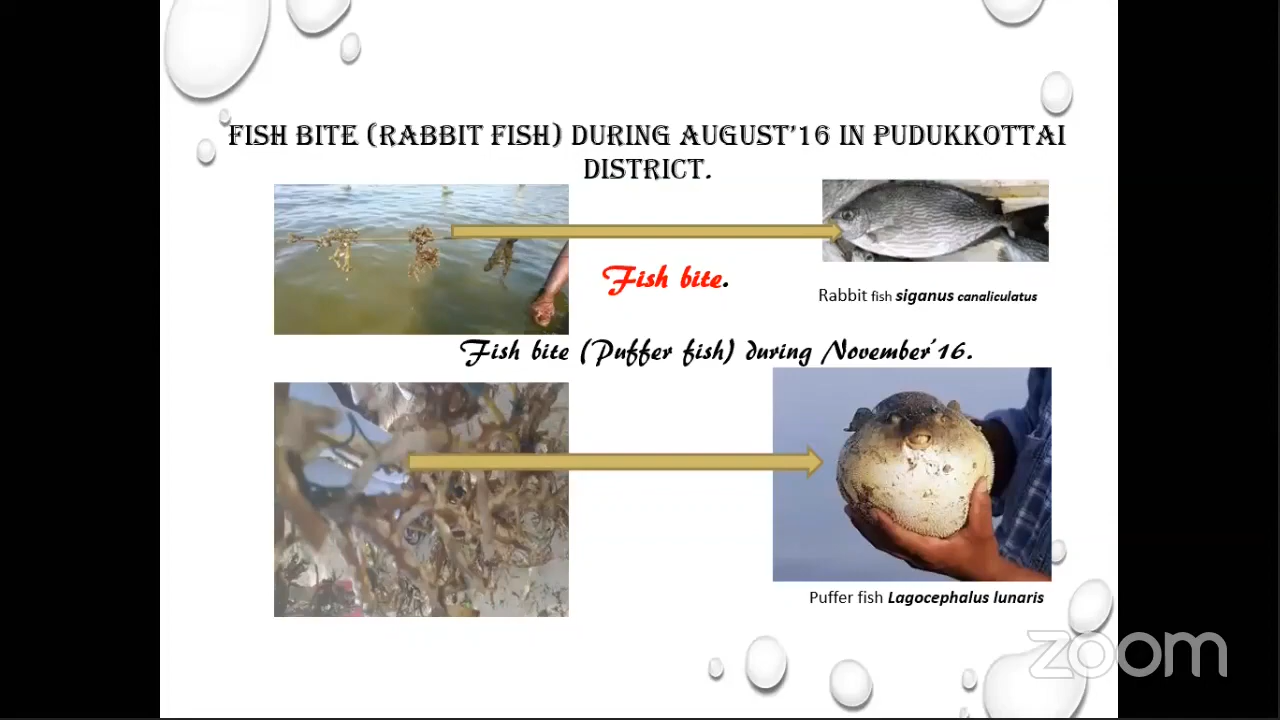 FISH BITE (RABBIT FISH) DURING AUGUST'16 IN PUDUKKOTTAI
DISTRICT.
Fish bite.
Rabbit fish siganus canaliculatus
Fish bite (Puffer fish) during November'16.
Puffer fish Lagocephalus lunaris
zoom